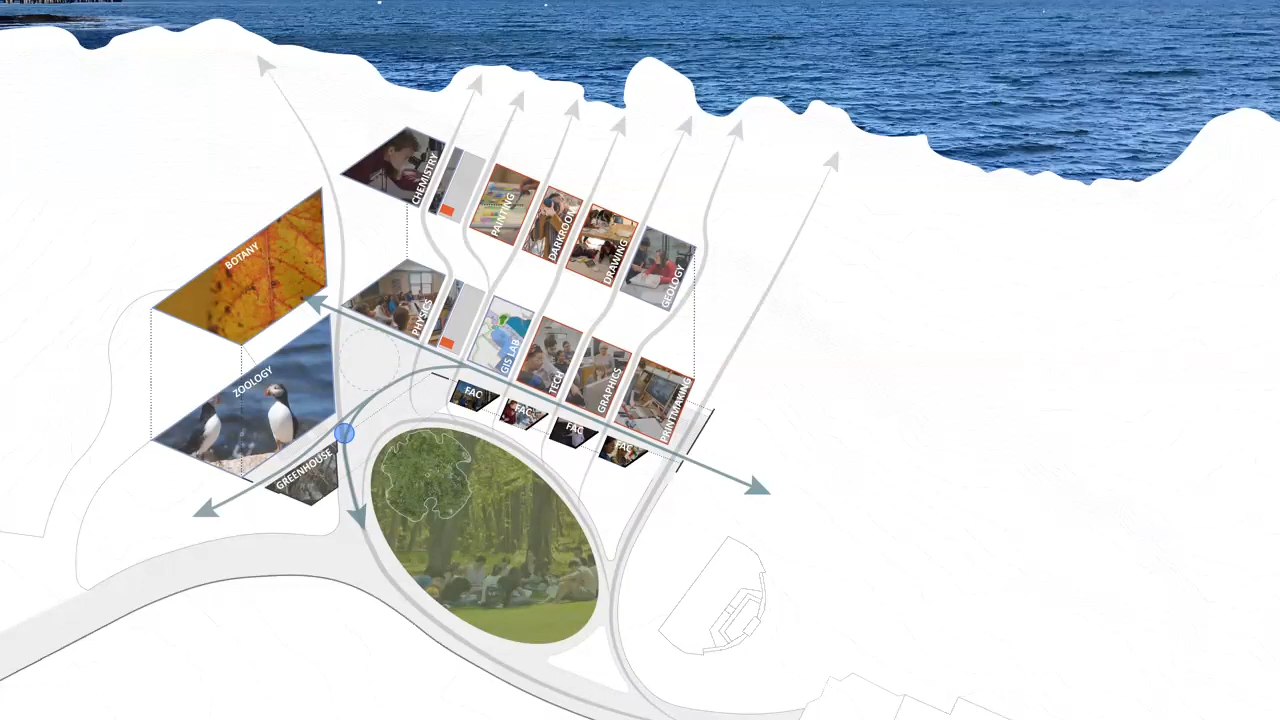 CHEMISTRY
PAINTING
DARKROOM
DRAWING
GEOLOGY
BOTANY
PHYSICS
GIS LAB
TECH
GRAPHICS
PRINTMAKING
ZOOLOGY
FAC
FAC
FAC
FAC
GREENHOUSE